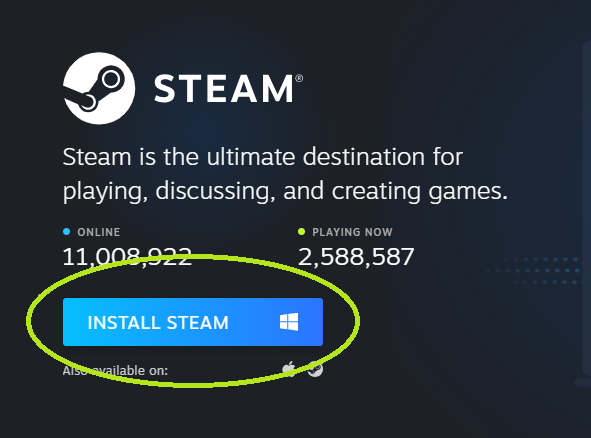 STEAM®
Steam is the ultimate destination for
playing, discussing, and creating games.
ONLINE PLAYING NOW
11,008,922 2,588,587
INSTALL STEAM
Also available on: